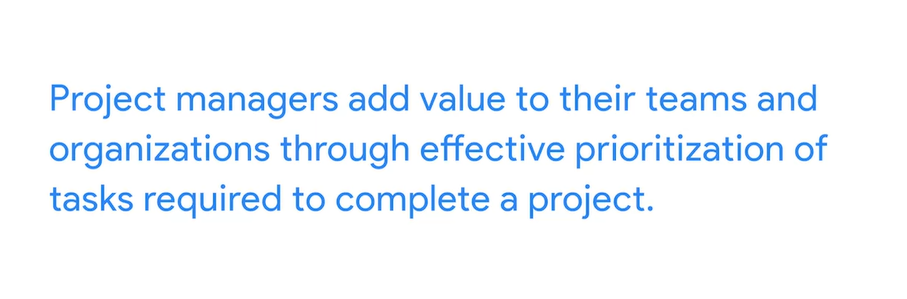 Project managers add value to their teams and
organizations through effective prioritization of
tasks required to complete a project.